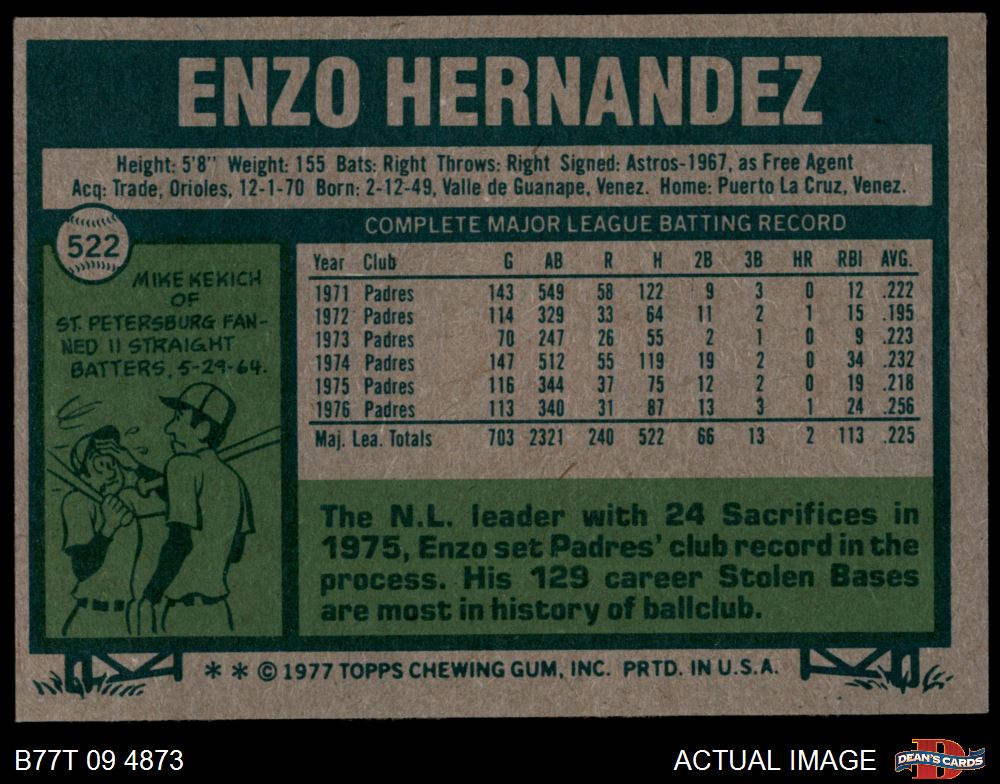 ENZO HERNANDEZ
Height: 5'8" Weight: 155 Bats: Right Throws: Right Signed: Astros-1967, as Free Agent
Acq: Trade, Orioles, 12-1-70 Born: 2-12-49, Valle de Guanape, Venez. Home: Puerto La Cruz, Venez.
522
MIKE KEKICH
OF
ST. PETERSBURG FAN-
NED 11 STRAIGHT
BATTERS, 5-29-64.
COMPLETE MAJOR LEAGUE BATTING RECORD
Year Club G AB R H 2B 3B HR RBI AVG.
1971 Padres 143 549 58 122 9 3 0 12 .222
1972 Padres 114 329 33 64 11 2 1 15 .195
1973 Padres 70 247 26 55 2 1 0 9 .223
1974 Padres 147 512 55 119 19 2 0 34 .232
1975 Padres 116 344 37 75 12 2 0 19 .218
1976 Padres 113 340 31 87 13 3 1 24 .256
Maj. Lea. Totals 703 2321 240 522 66 13 2 113 .225
The N.L. leader with 24 Sacrifices in
1975, Enzo set Padres' club record in the
process. His 129 career Stolen Bases
are most in history of ballclub.
* * © 1977 TOPPS CHEWING GUM, INC. PRTD. IN U.S.A.
B77T 09 4873
ACTUAL IMAGE
D
DEAN'S CARDS